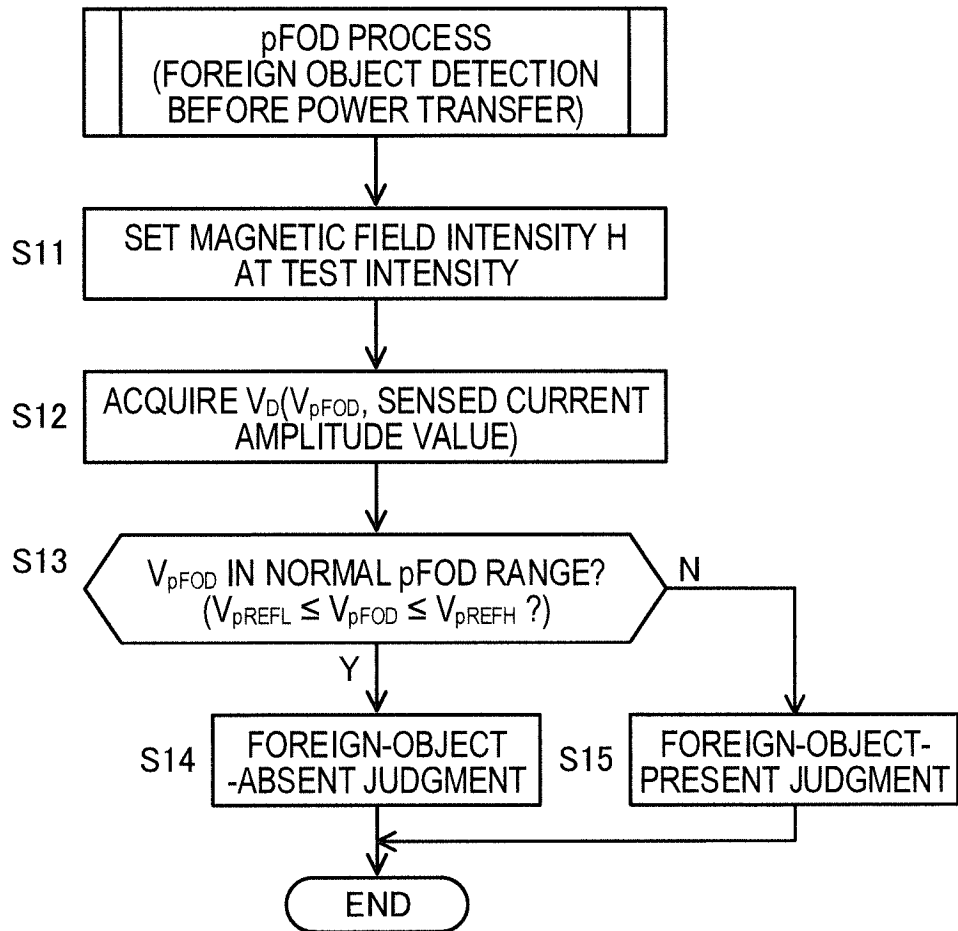 pFOD PROCESS
(FOREIGN OBJECT DETECTION
BEFORE POWER TRANSFER)
S11
SET MAGNETIC FIELD INTENSITY H
AT TEST INTENSITY
S12
ACQUIRE VD(VpFOD, SENSED CURRENT
AMPLITUDE VALUE)
S13
VpFOD IN NORMAL pFOD RANGE?
(VpREFL ≤ VpFOD ≤ VpREFH ?)
N
Y
S14
FOREIGN-OBJECT
-ABSENT JUDGMENT
S15
FOREIGN-OBJECT-
PRESENT JUDGMENT
END